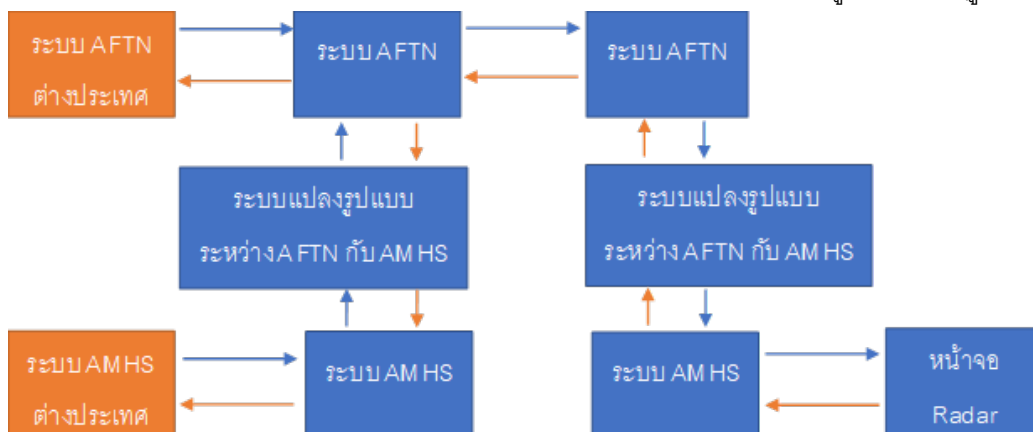 ระบบ AFTN
ต่างประเทศ
ระบบ AFTN
ระบบ AFTN
ระบบแปลงรูปแบบ
ระหว่าง AFTN กับ AMHS
ระบบแปลงรูปแบบ
ระหว่าง AFTN กับ AMHS
ระบบ AMHS
ต่างประเทศ
ระบบ AMHS
ระบบ AMHS
หน้าจอ
Radar